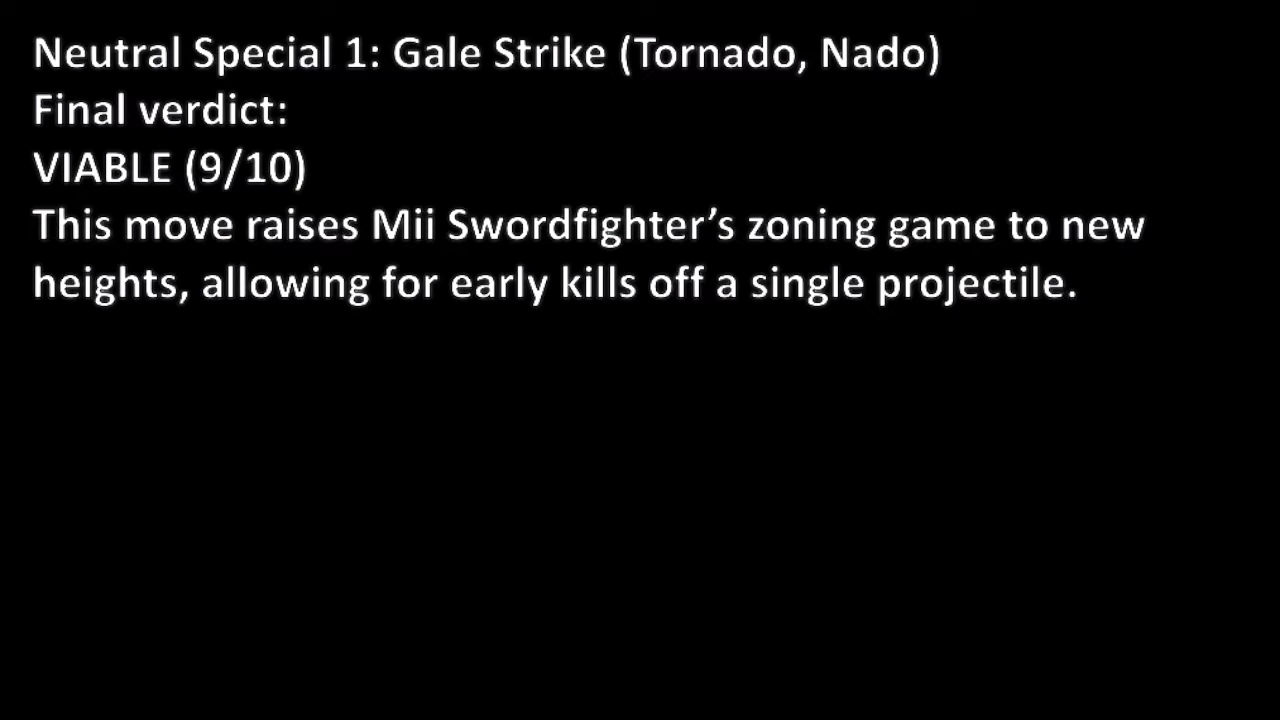 Neutral Special 1: Gale Strike (Tornado, Nado)
Final verdict:
VIABLE (9/10)
This move raises Mii Swordfighter’s zoning game to new
heights, allowing for early kills off a single projectile.